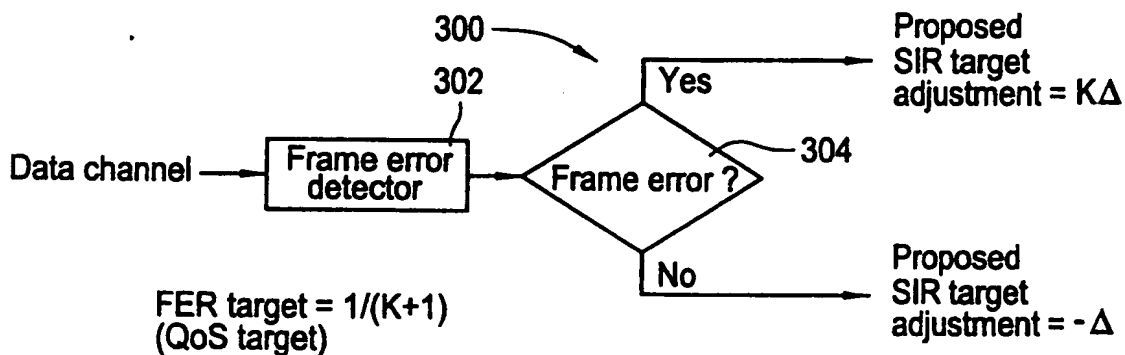 300
Proposed
SIR target
adjustment = KΔ
302
Yes
Data channel
Frame error
detector
Frame error ?
304
No
Proposed
SIR target
adjustment = -Δ
FER target = 1/(K+1)
(QoS target)